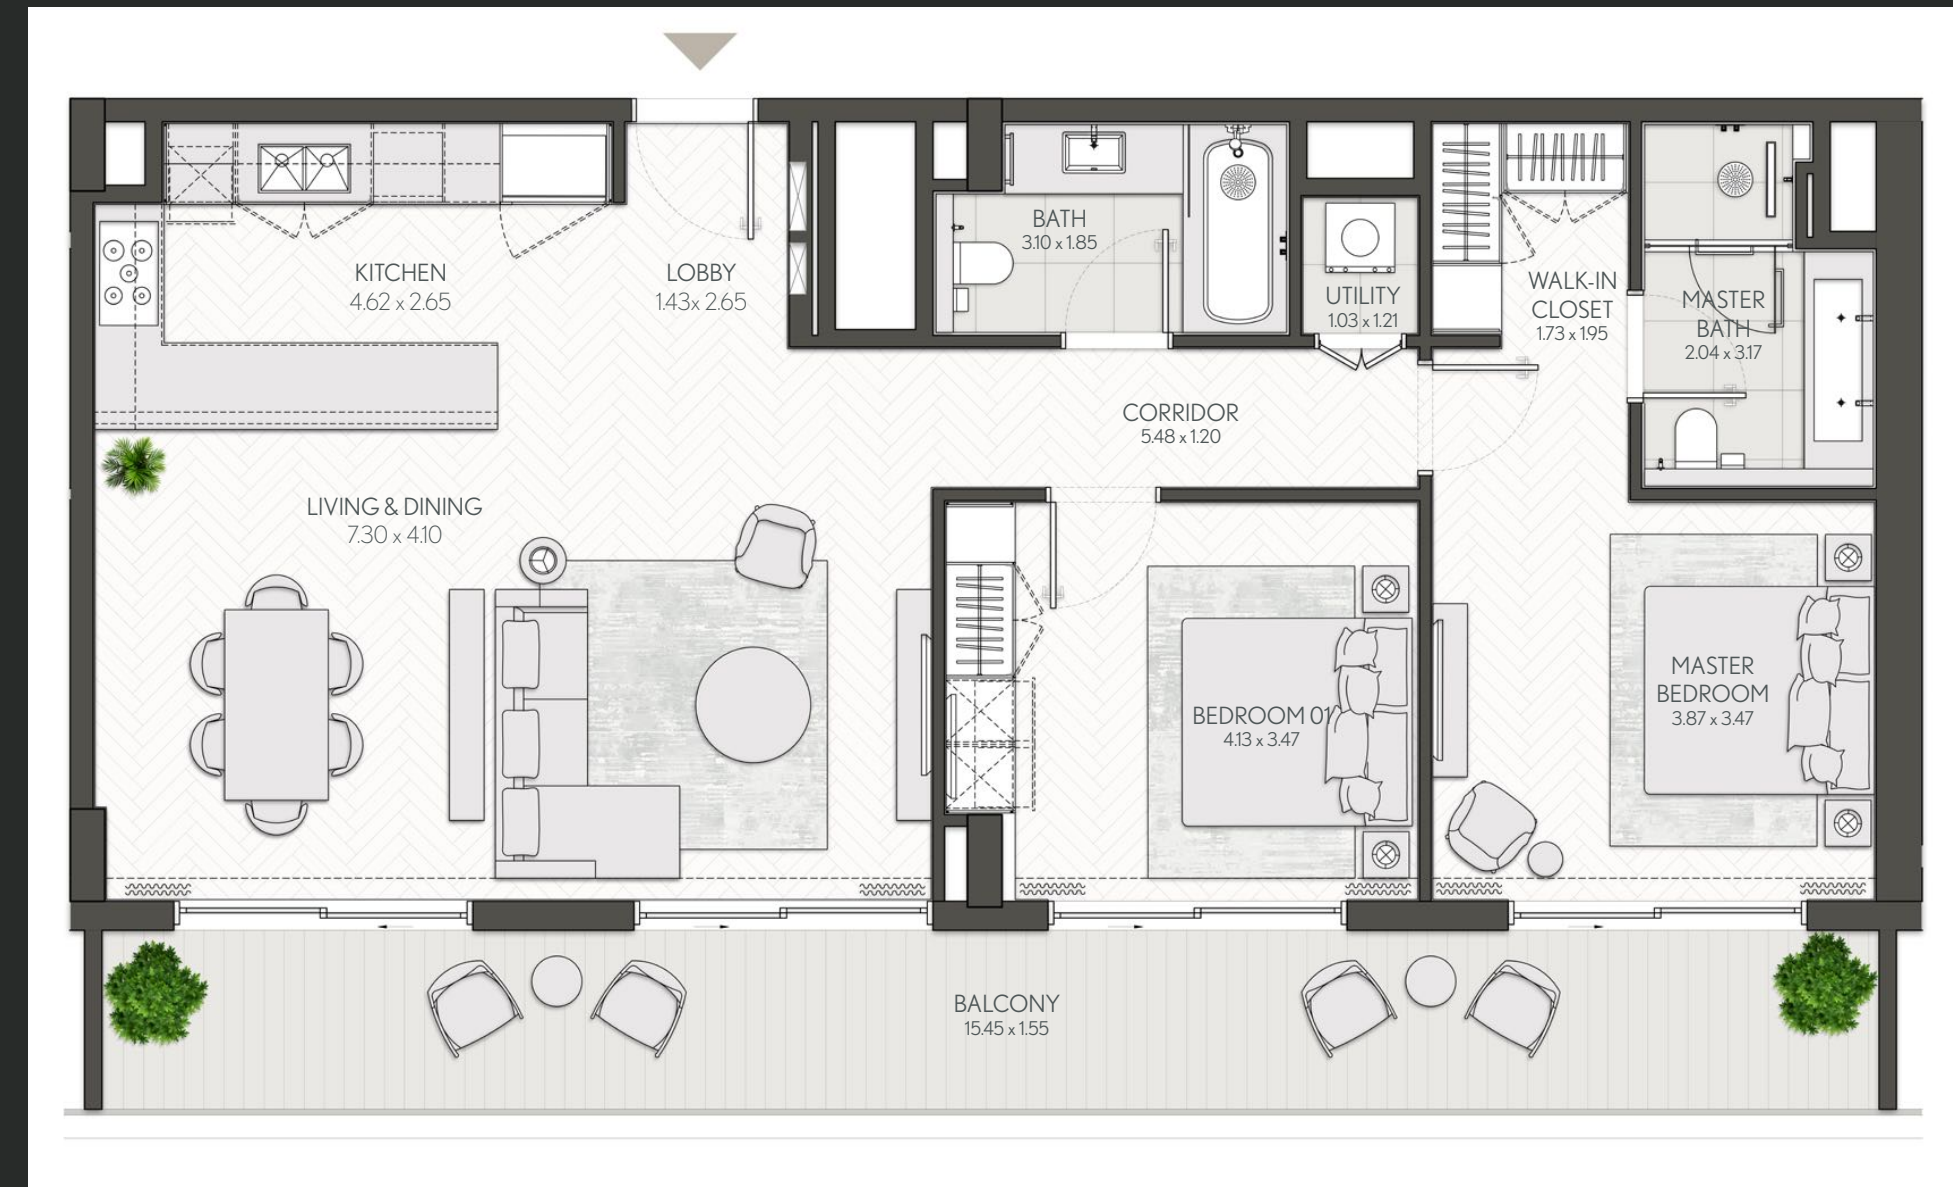 KITCHEN
4.62 x 2.65
LOBBY
1.43x 2.65
BATH
3.10 x 1.85
UTILITY
1.03 x 1.21
WALK-IN
CLOSET
1.73 x 1.95
MASTER
BATH
2.04 x 3.17
CORRIDOR
5.48 x 1.20
LIVING & DINING
7.30 x 4.10
BEDROOM 01
4.13 x 3.47
MASTER
BEDROOM
3.87 x 3.47
BALCONY
15.45 x 1.55